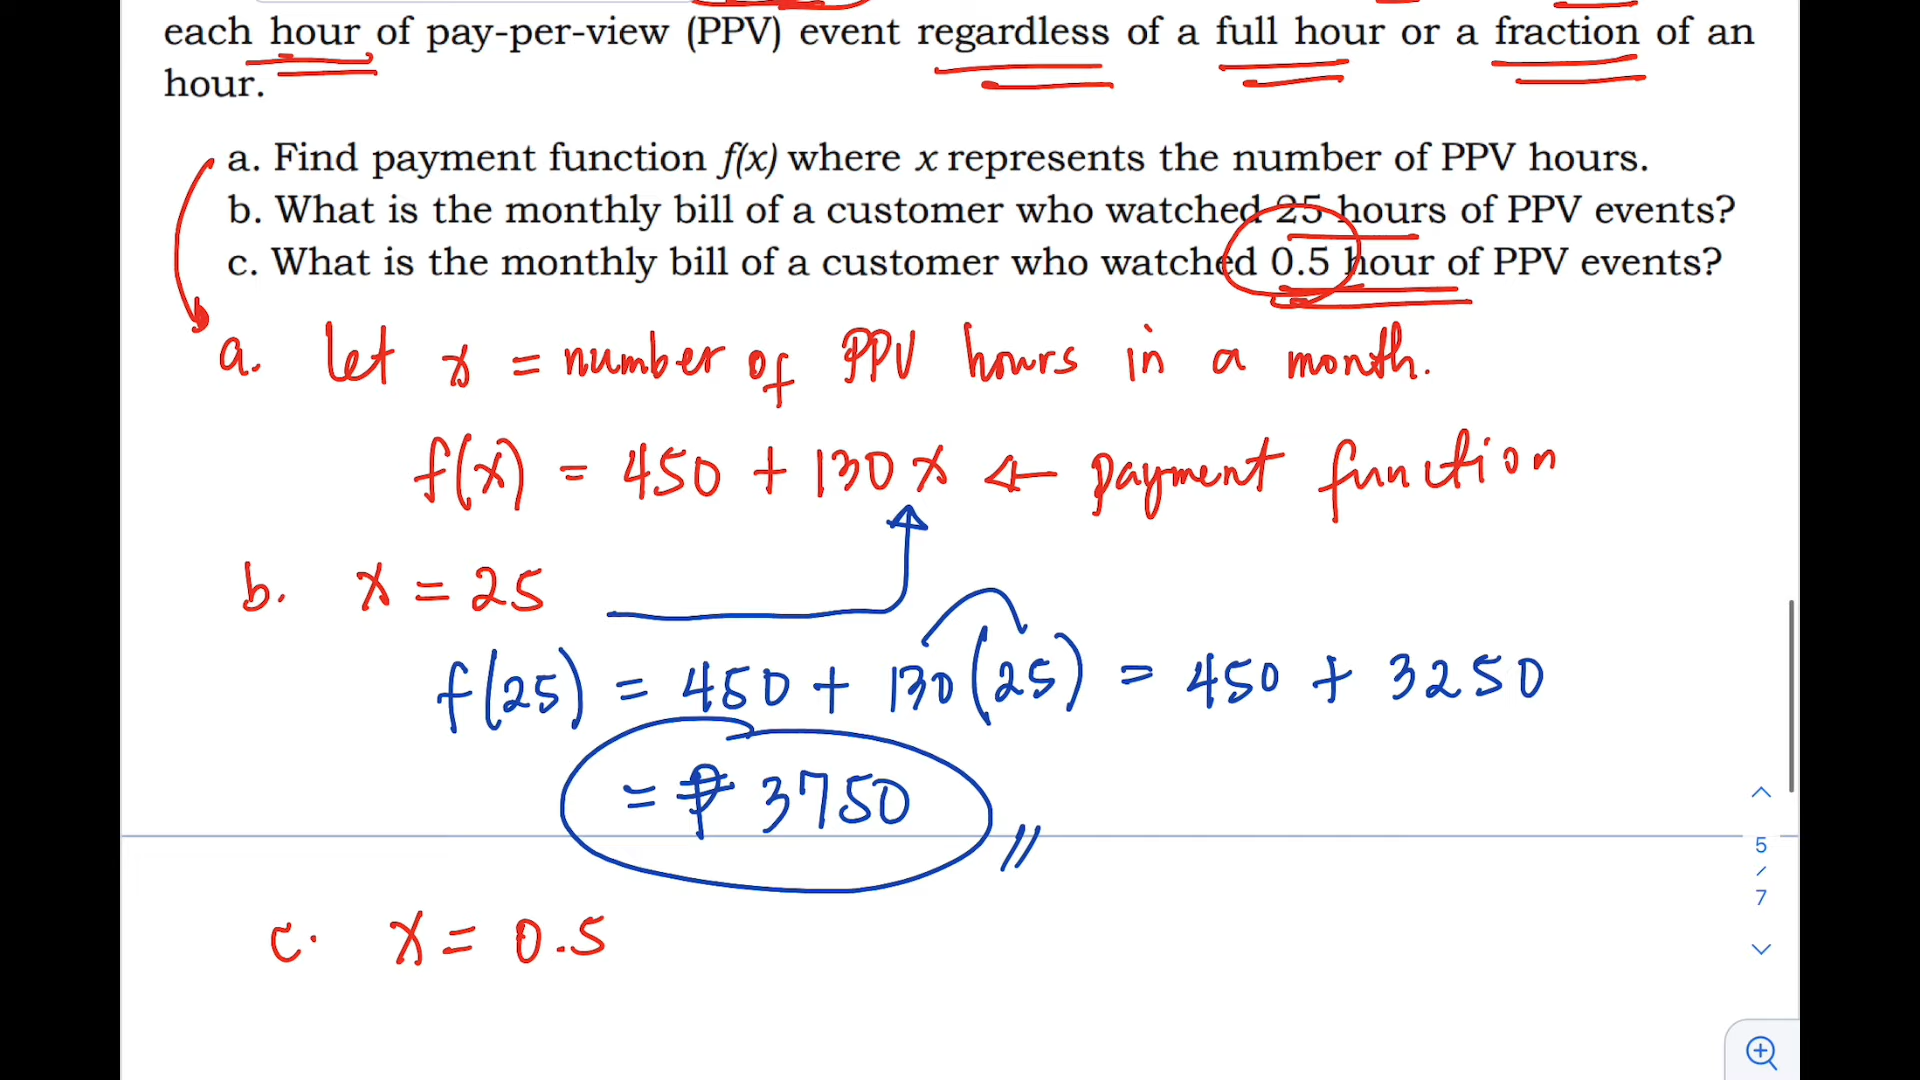 each hour of pay-per-view (PPV) event regardless of a full hour or a fraction of an
hour.
a. Find payment function f(x) where x represents the number of PPV hours.
b. What is the monthly bill of a customer who watched 25 hours of PPV events?
c. What is the monthly bill of a customer who watched 0.5 hour of PPV events?
a. let x = number of PPV hours in a month.
f(x) = 450 + 130x ← payment function
b. x = 25
f(25) = 450 + 130(25) = 450 + 3250
= ₱ 3750
5
/
7
c. x = 0.5